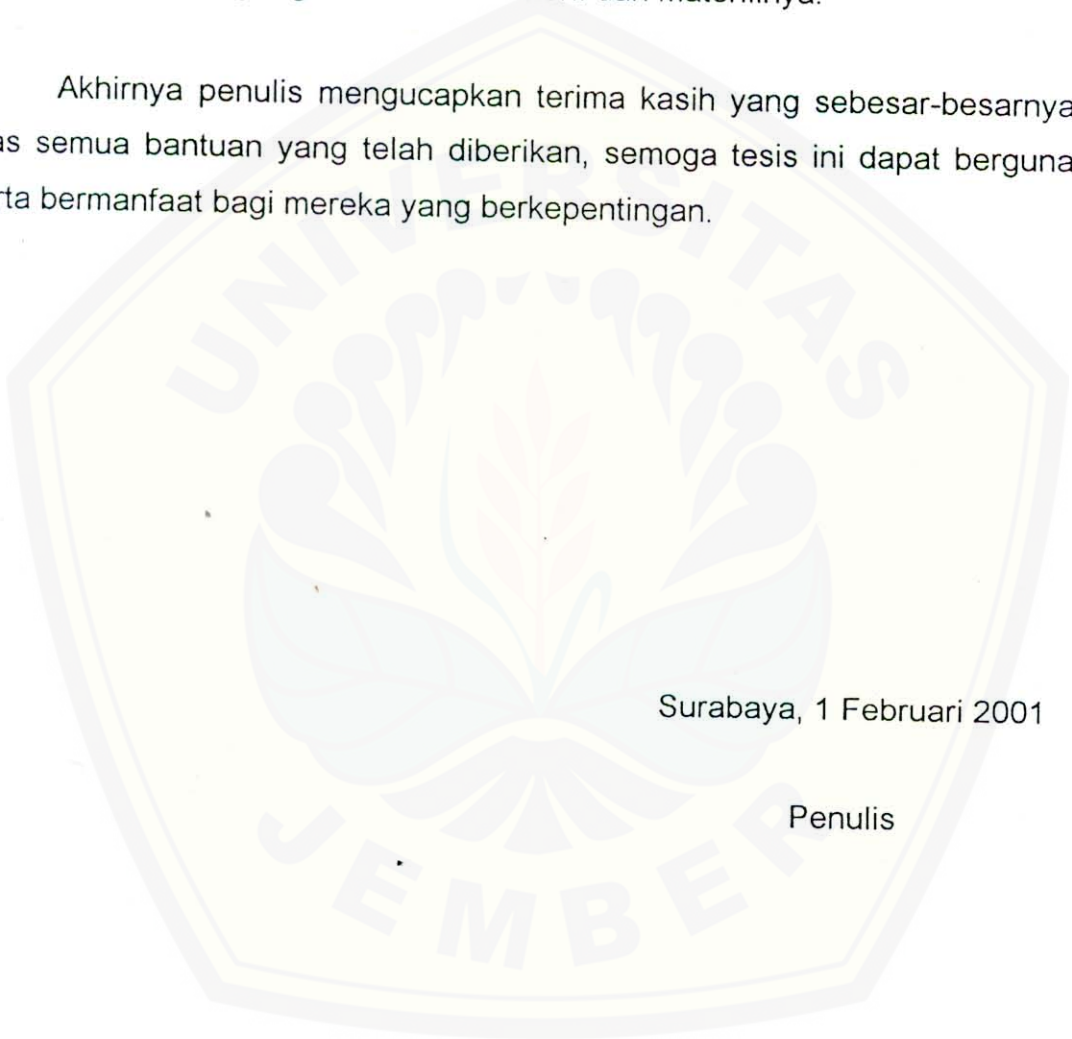 materiilnya.
Akhirnya penulis mengucapkan terima kasih yang sebesar-besarnya
as semua bantuan yang telah diberikan, semoga tesis ini dapat berguna
rta bermanfaat bagi mereka yang berkepentingan.
UNIVERSITAS
Surabaya, 1 Februari 2001
Penulis
JEMBER